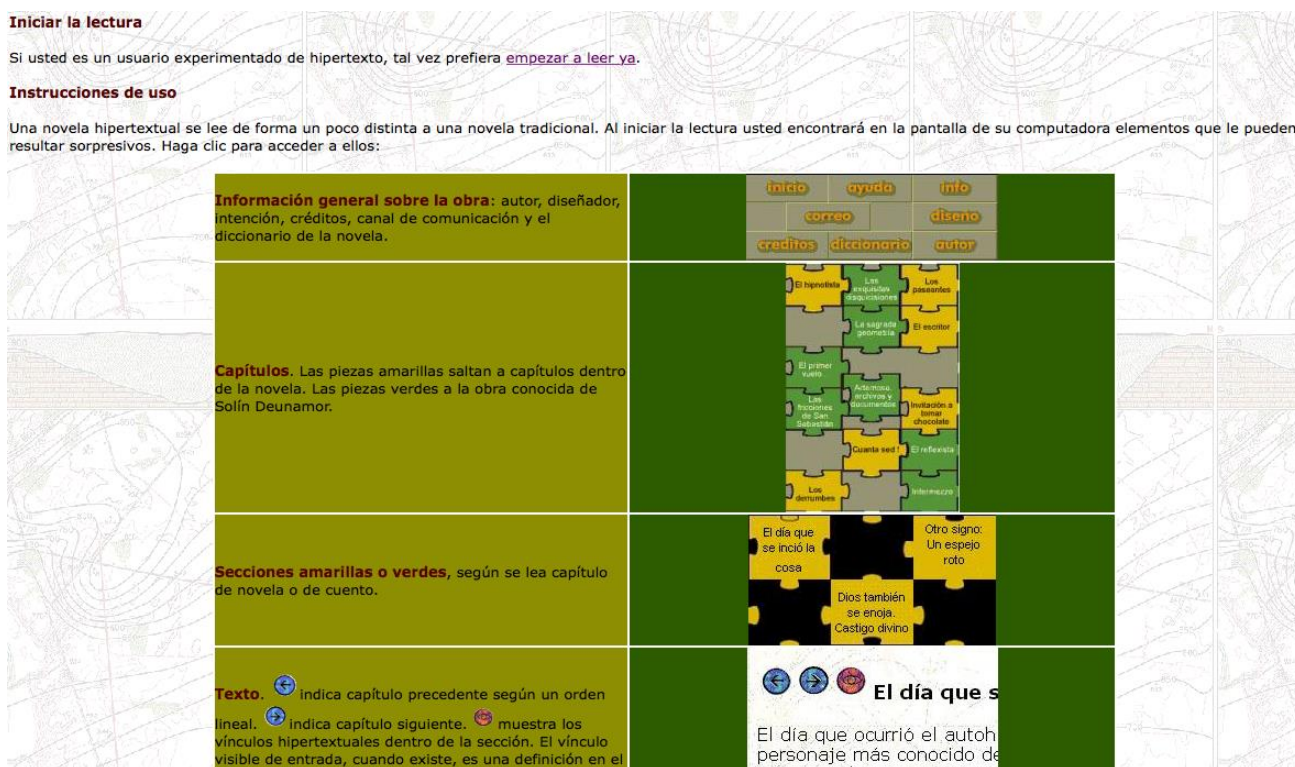 Iniciar la lectura
Si usted es un usuario experimentado de hipertexto, tal vez prefiera empezar a leer ya.
Instrucciones de uso
Una novela hipertextual se lee de forma un poco distinta a una novela tradicional. Al iniciar la lectura usted encontrará en la pantalla de su computadora elementos que le pueden
resultar sorpresivos. Haga clic para acceder a ellos:
Información general sobre la obra: autor, diseñador,
intención, créditos, canal de comunicación y el
diccionario de la novela.
inicio ayuda info
correo diseño
creditos diccionario autor
Capítulos. Las piezas amarillas saltan a capítulos dentro
de la novela. Las piezas verdes a la obra conocida de
Solín Deunamor.
El hipnotista
Las
exquisitas
disquisiciones
Los
paseantes
La sagrada
geometría
El escritor
El primer
vuelo
Artemosa,
archivos y
documentos
Las
fricciones
de San
Sebastián
Invitación a
tomar
chocolate
Cuanta sed !
El reflexista
Los
derrumbes
Intermezzo
Secciones amarillas o verdes, según se lea capítulo
de novela o de cuento.
El día que
se inció la
cosa
Otro signo:
Un espejo
roto
Dios también
se enoja.
Castigo divino
Texto. indica capítulo precedente según un orden
lineal. indica capítulo siguiente. muestra los
vínculos hipertextuales dentro de la sección. El vínculo
visible de entrada, cuando existe, es una definición en el
El día que s
El día que ocurrió el autoh
personaje más conocido de